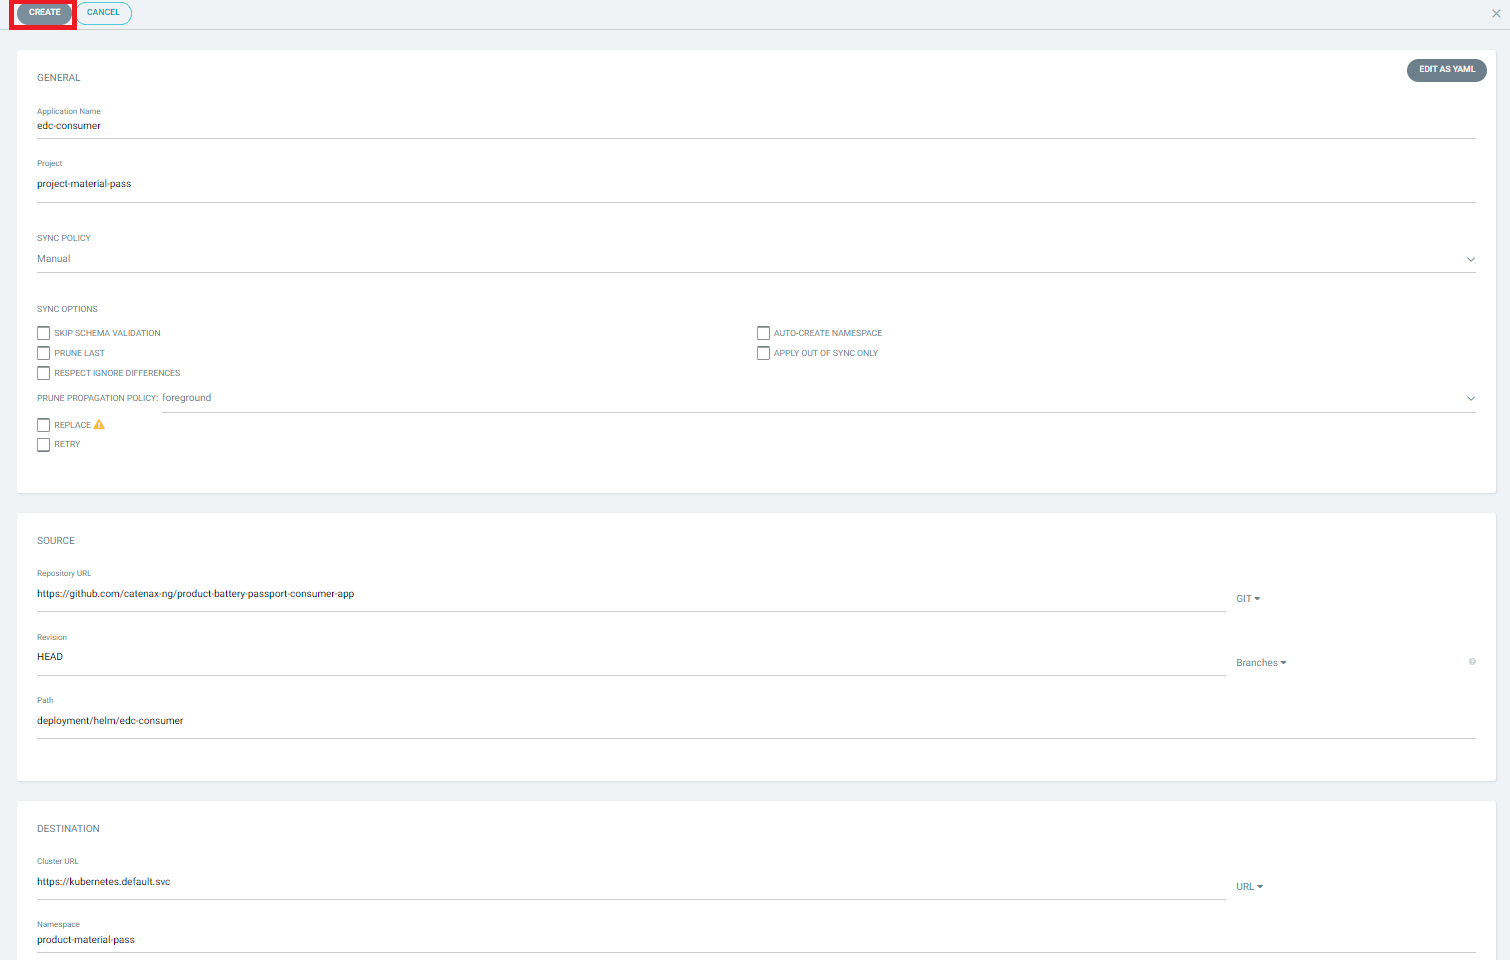 CREATE CANCEL
GENERAL
EDIT AS YAML
Application Name
edc-consumer
Project
project-material-pass
SYNC POLICY
Manual
SYNC OPTIONS
SKIP SCHEMA VALIDATION AUTO-CREATE NAMESPACE
PRUNE LAST APPLY OUT OF SYNC ONLY
RESPECT IGNORE DIFFERENCES
PRUNE PROPAGATION POLICY: foreground
REPLACE
RETRY
SOURCE
Repository URL
https://github.com/catenax-ng/product-battery-passport-consumer-app
GIT
Revision
HEAD
Branches
Path
deployment/helm/edc-consumer
DESTINATION
Cluster URL
https://kubernetes.default.svc
URL
Namespace
product-material-pass